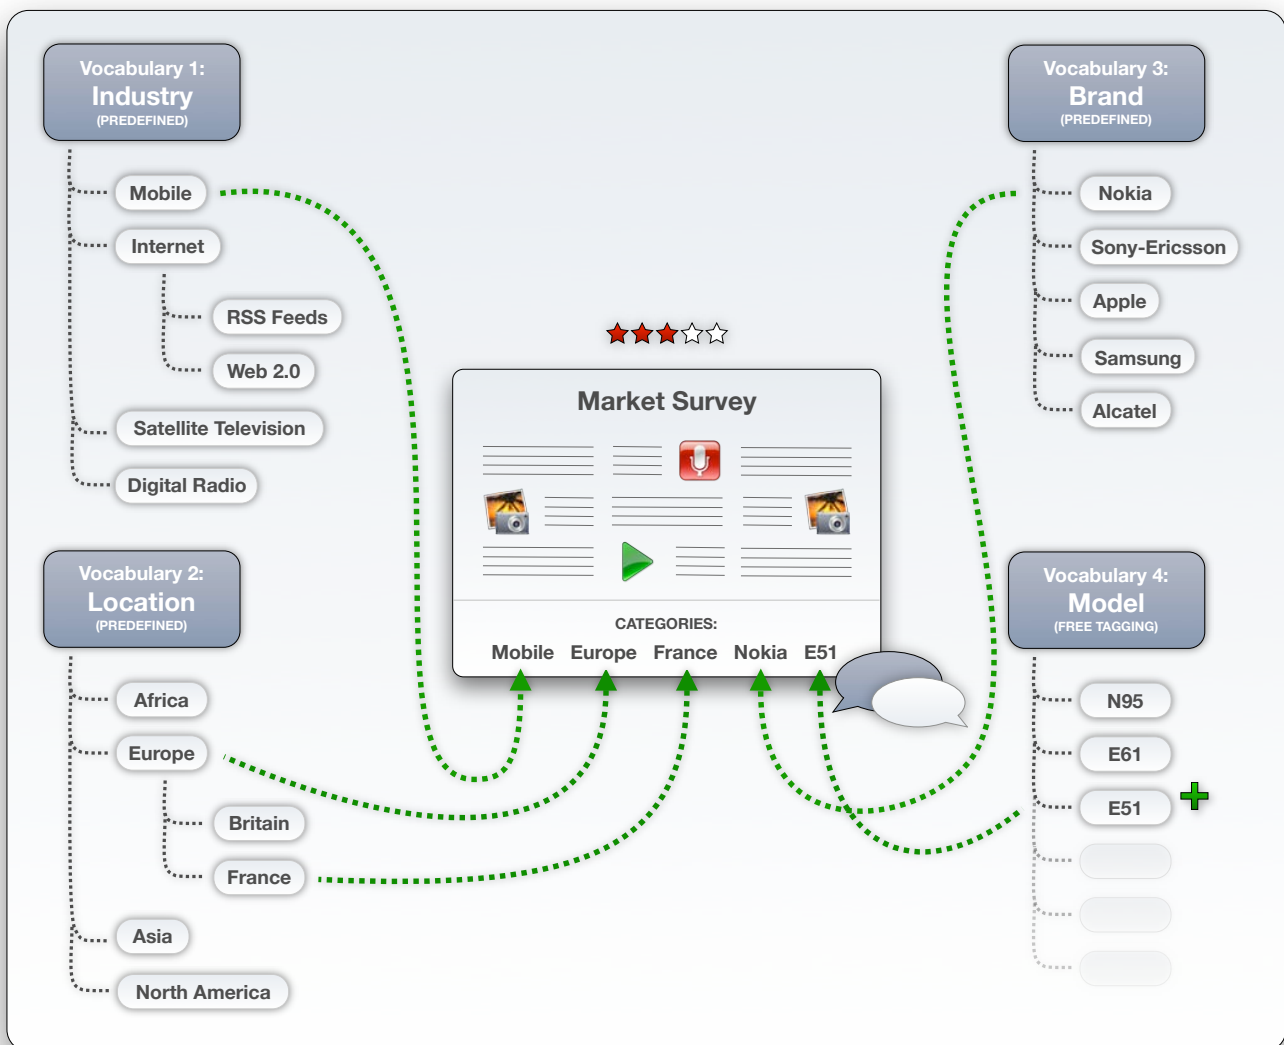 Vocabulary 1:
Industry
(PREDEFINED)
Mobile
Internet
RSS Feeds
Web 2.0
Satellite Television
Digital Radio
Vocabulary 2:
Location
(PREDEFINED)
Africa
Europe
Britain
France
Asia
North America
Market Survey
CATEGORIES:
Mobile Europe France Nokia E51
Vocabulary 3:
Brand
(PREDEFINED)
Nokia
Sony-Ericsson
Apple
Samsung
Alcatel
Vocabulary 4:
Model
(FREE TAGGING)
N95
E61
E51